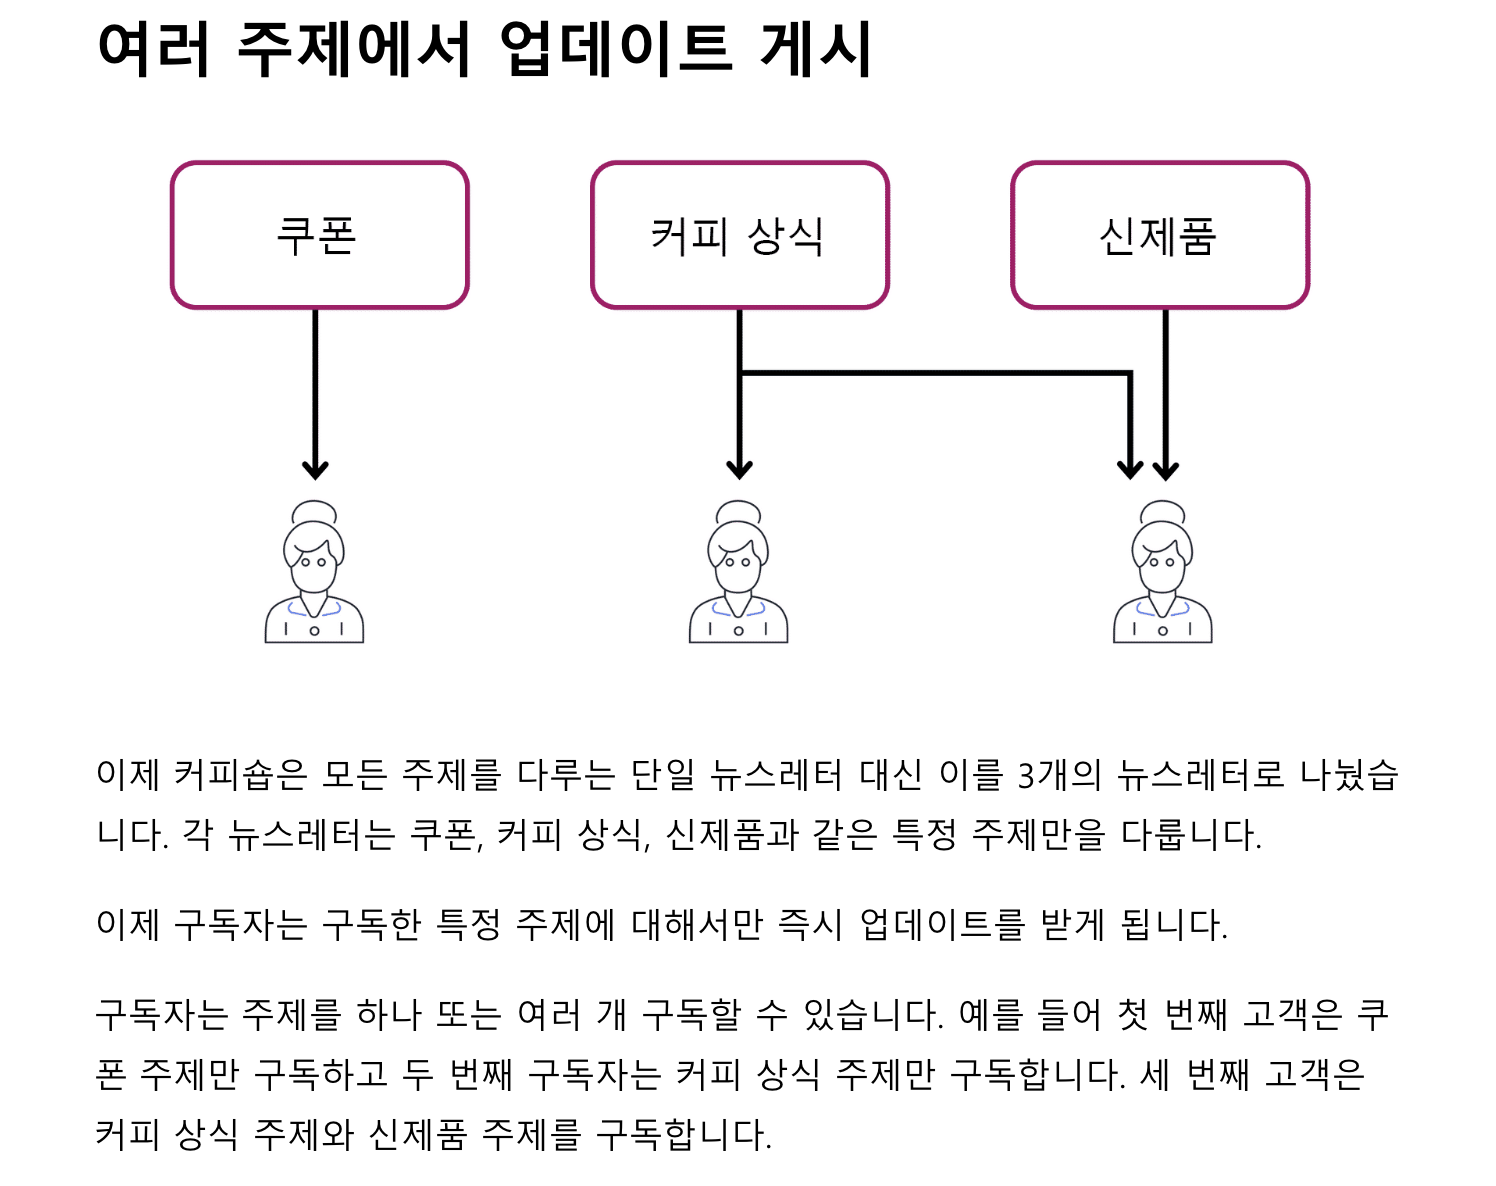 여러 주제에서 업데이트 게시
쿠폰
커피 상식
신제품
이제 커피숍은 모든 주제를 다루는 단일 뉴스레터 대신 이를 3개의 뉴스레터로 나눴습
니다. 각 뉴스레터는 쿠폰, 커피 상식, 신제품과 같은 특정 주제만을 다룹니다.
이제 구독자는 구독한 특정 주제에 대해서만 즉시 업데이트를 받게 됩니다.
구독자는 주제를 하나 또는 여러 개 구독할 수 있습니다. 예를 들어 첫 번째 고객은 쿠
폰 주제만 구독하고 두 번째 구독자는 커피 상식 주제만 구독합니다. 세 번째 고객은
커피 상식 주제와 신제품 주제를 구독합니다.